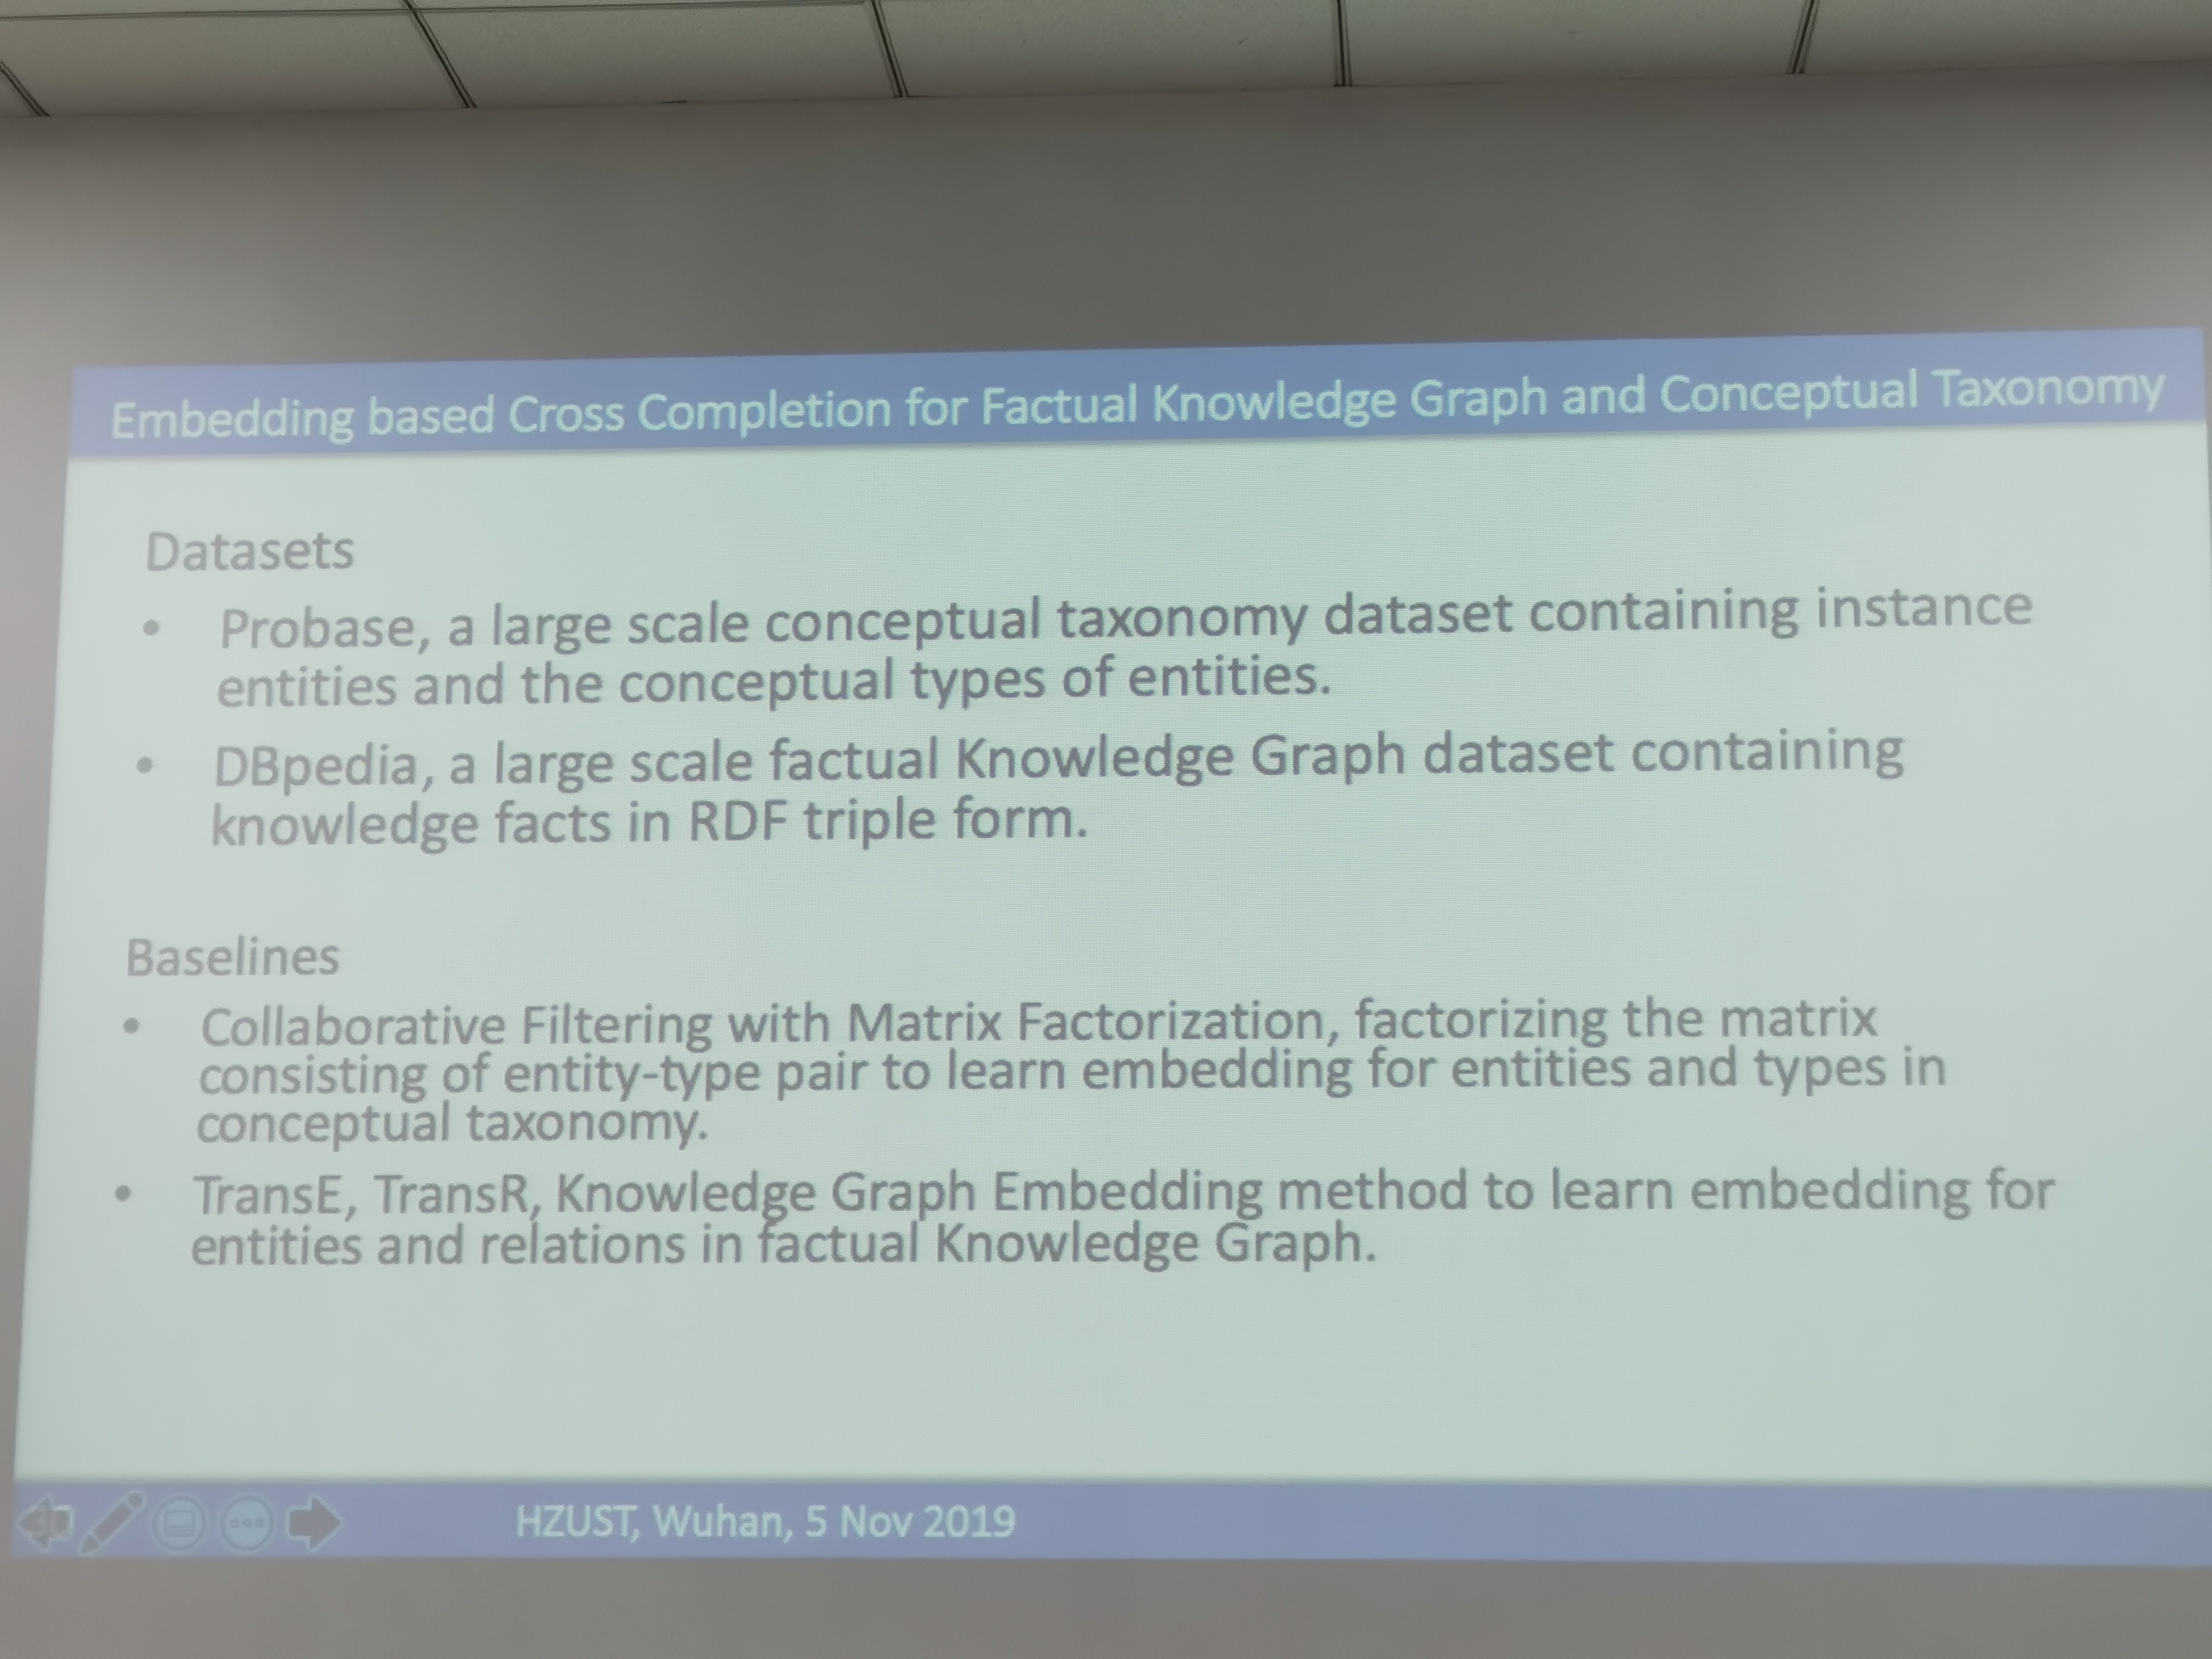 Embedding based Cross Completion for Factual Knowledge Graph and Conceptual Taxonomy
Datasets
• Probase, a large scale conceptual taxonomy dataset containing instance
entities and the conceptual types of entities.
• DBpedia, a large scale factual Knowledge Graph dataset containing
knowledge facts in RDF triple form.
Baselines
• Collaborative Filtering with Matrix Factorization, factorizing the matrix
consisting of entity-type pair to learn embedding for entities and types in
conceptual taxonomy.
• TransE, TransR, Knowledge Graph Embedding method to learn embedding for
entities and relations in factual Knowledge Graph.
HZUST, Wuhan, 5 Nov 2019